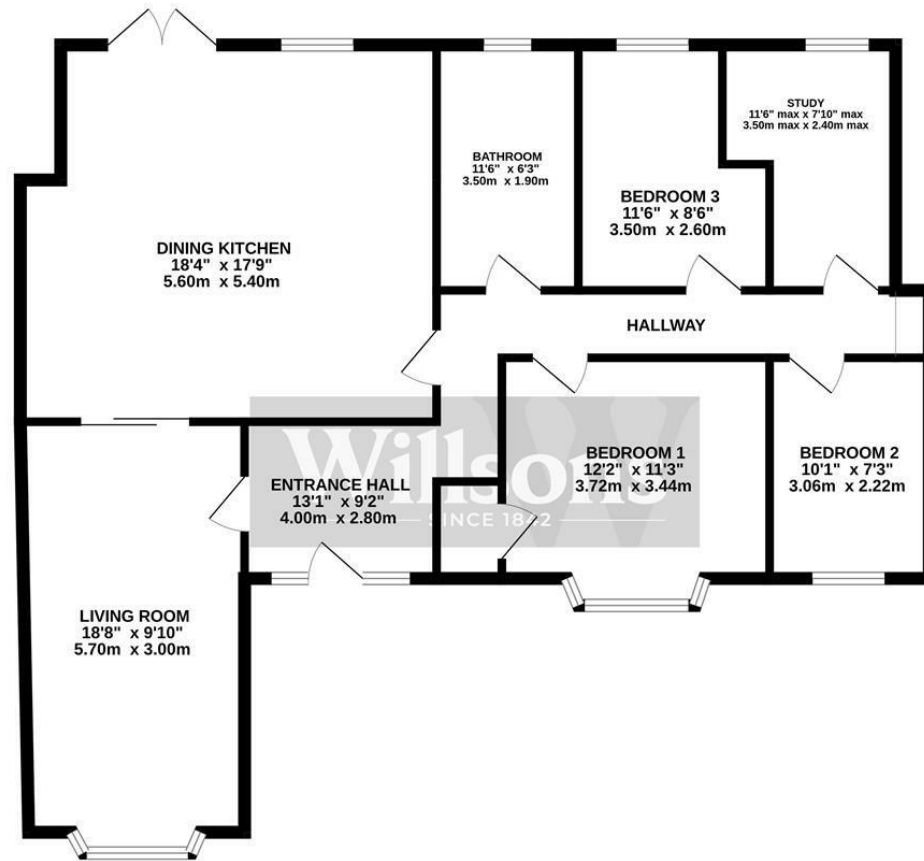 STUDY
11'6" max x 7'10" max
3.50m max x 2.40m max
BATHROOM
11'6" x 6'3"
3.50m x 1.90m
BEDROOM 3
11'6" x 8'6"
3.50m x 2.60m
DINING KITCHEN
18'4" x 17'9"
5.60m x 5.40m
HALLWAY
Willsons
SINCE 1842
ENTRANCE HALL
13'1" x 9'2"
4.00m x 2.80m
BEDROOM 1
12'2" x 11'3"
3.72m x 3.44m
BEDROOM 2
10'1" x 7'3"
3.06m x 2.22m
LIVING ROOM
18'8" x 9'10"
5.70m x 3.00m